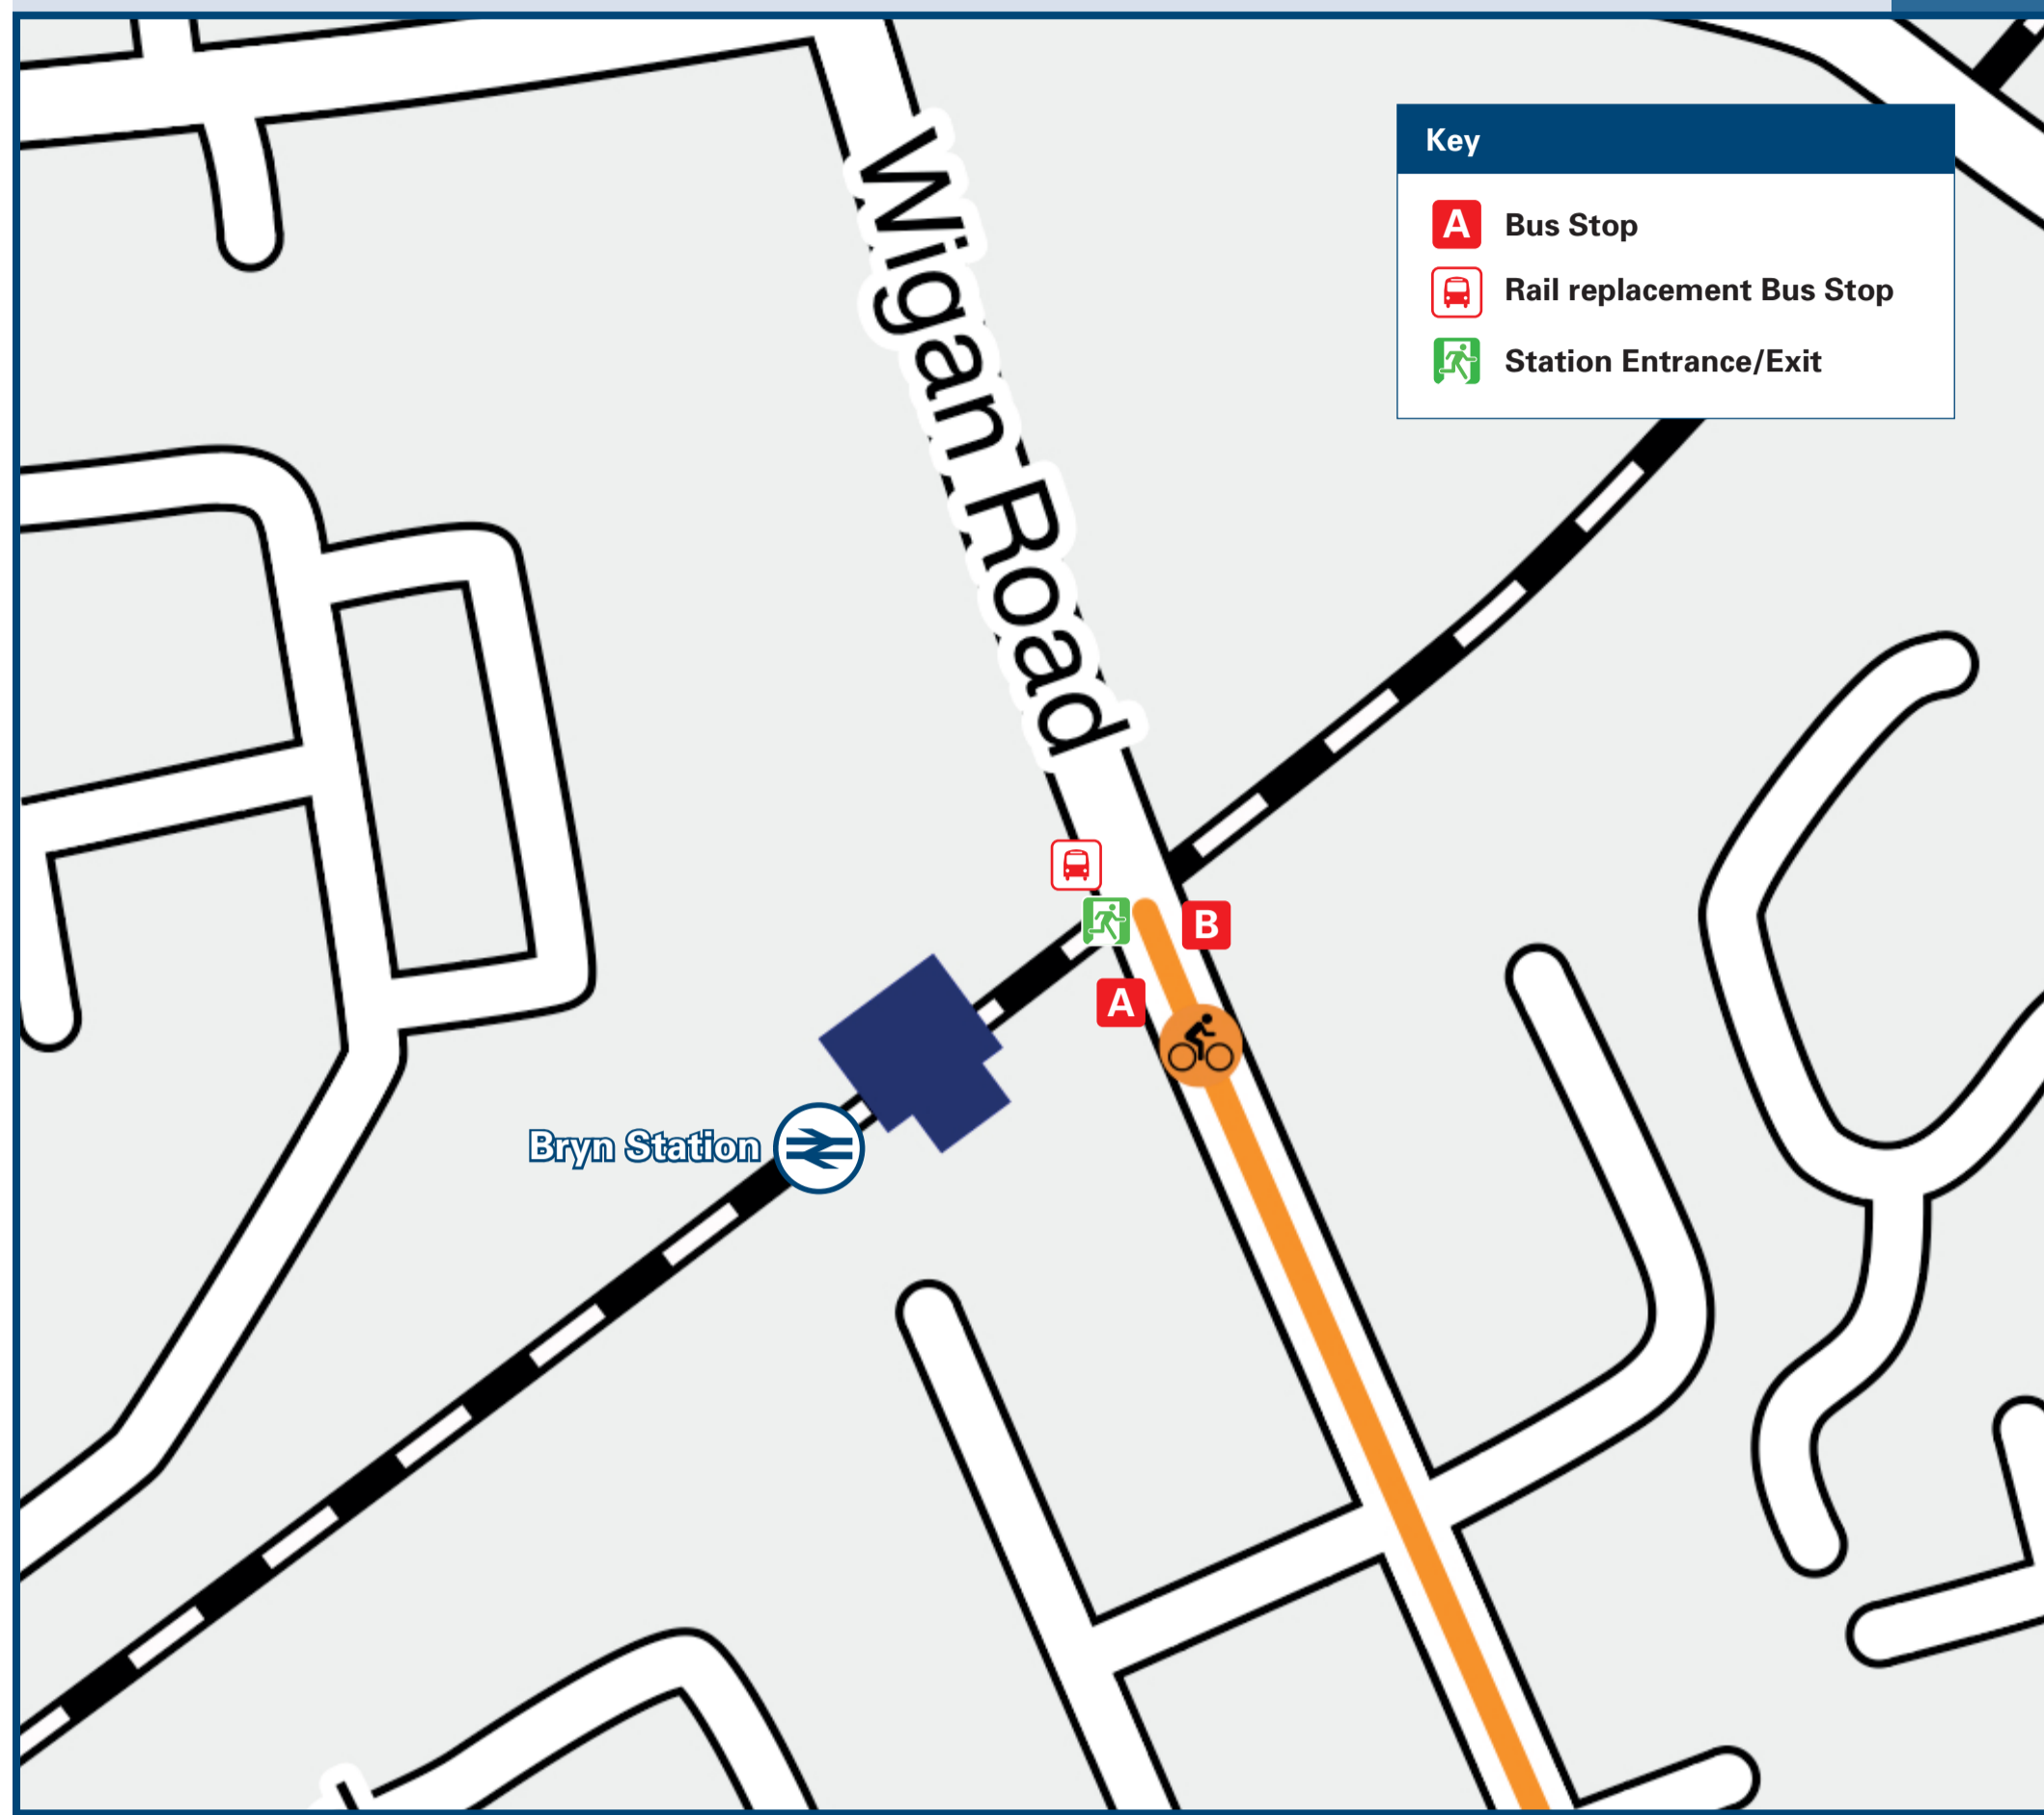 Key
A Bus Stop
Rail replacement Bus Stop
Station Entrance/Exit
Wigan Road
B
A
Bryn Station